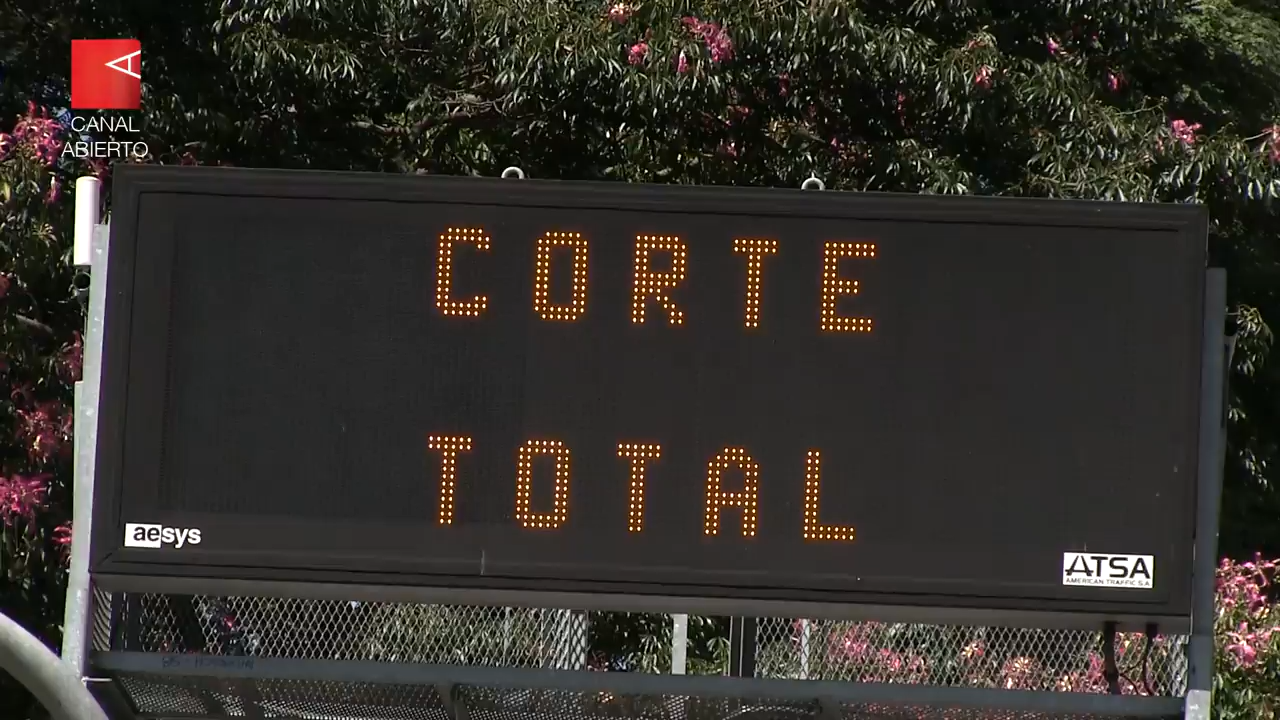 CANAL
ABIERTO
CORTE
TOTAL
aesys
ATSA
AMERICAN TRAFFIC S.A